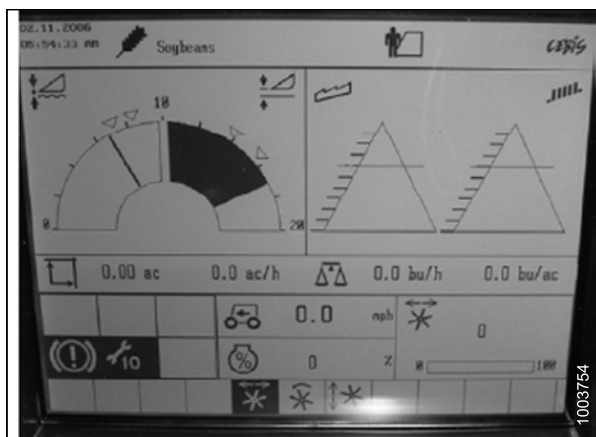 02.11.2006
05:54:33 AM
Soybeans
CEBIS
10
0
20
0.00 ac
0.0 ac/h
0.0 bu/h
0.0 bu/ac
0.0 mph
0
10
%
0 %
0 100
1003754